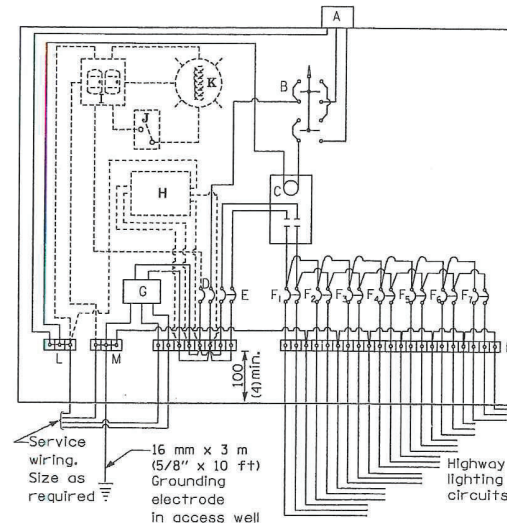 A
K
B
I
J
C
H
D
E
F1
F2
F3
F4
F5
F6
F7
G
L
M
100
(4) min.
Service
wiring.
Size as
required
16 mm x 3 m
(5/8" x 10 ft)
Grounding
electrode
in access well
Highway
lighting
circuits